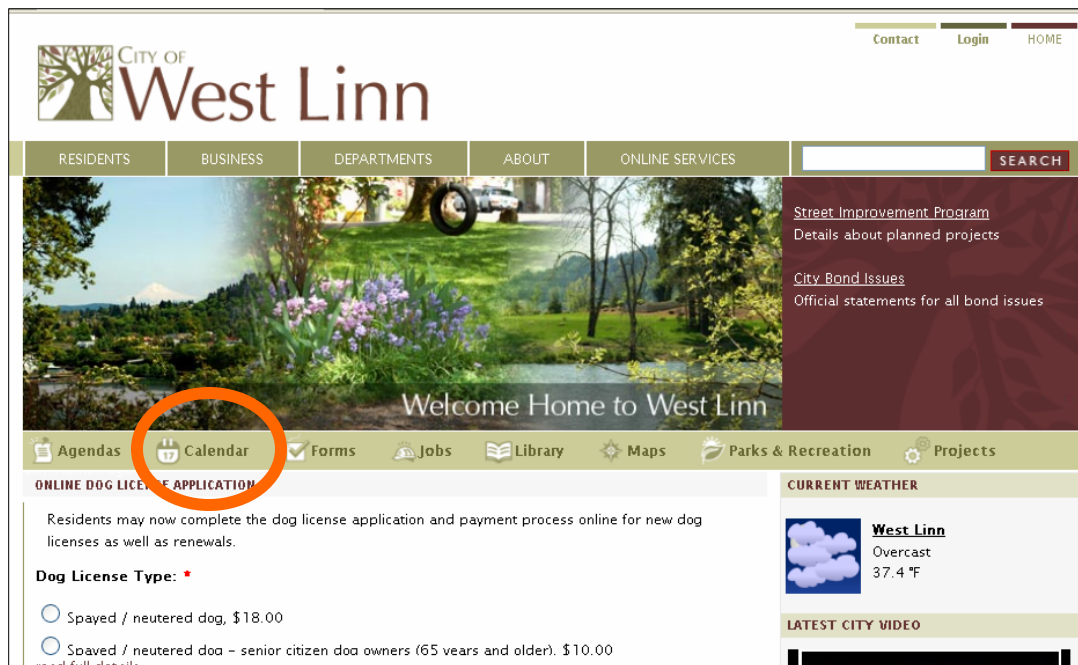 Contact Login HOME
CITY OF
West Linn
RESIDENTS BUSINESS DEPARTMENTS ABOUT ONLINE SERVICES SEARCH
Street Improvement Program
Details about planned projects
City Bond Issues
Official statements for all bond issues
Welcome Home to West Linn
Agendas 17 Calendar Forms Jobs Library Maps Parks & Recreation Projects
ONLINE DOG LICENSE APPLICATION
CURRENT WEATHER
Residents may now complete the dog license application and payment process online for new dog
licenses as well as renewals.
West Linn
Overcast
37.4 °F
Dog License Type: *
Spayed / neutered dog, $18.00
LATEST CITY VIDEO
Spayed / neutered dog – senior citizen dog owners (65 years and older), $10.00
read full details